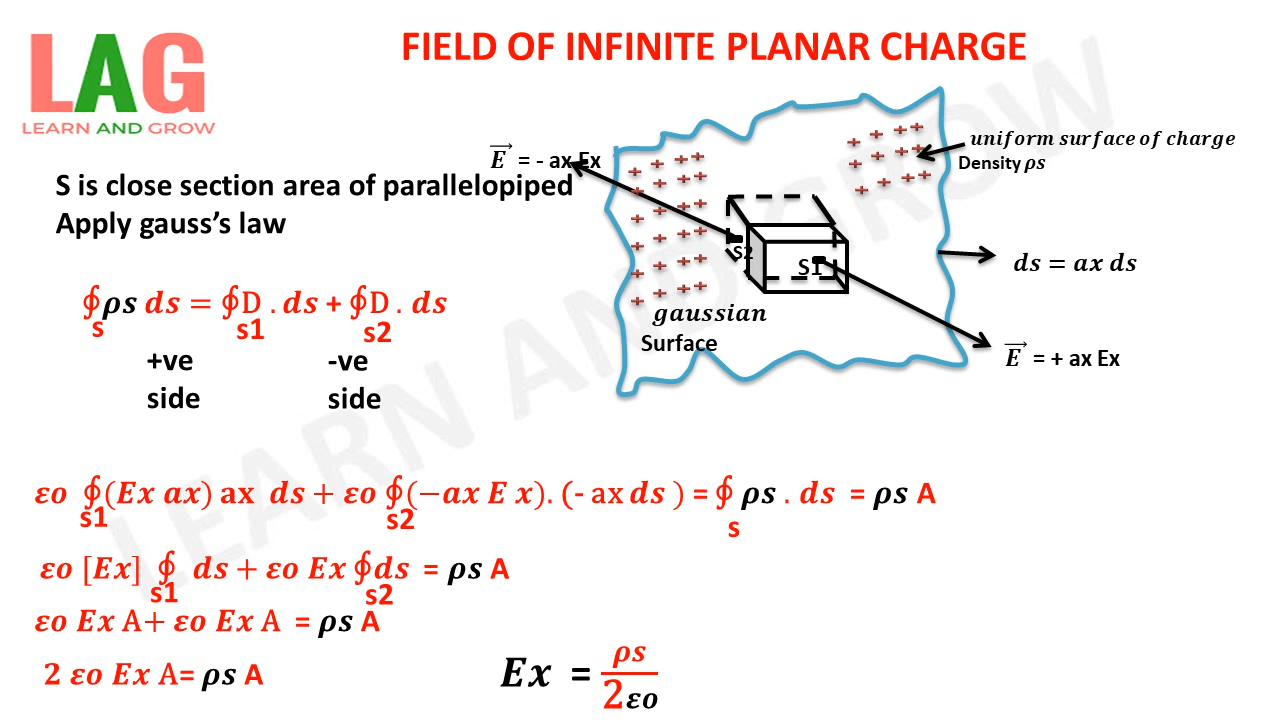 LAG
LEARN AND GROW
FIELD OF INFINITE PLANAR CHARGE
E⃗ = - ax Ex
uniform surface of charge
Density ρs
S is close section area of parallelopiped
Apply gauss’s law
S2
S1
ds = ax ds
gaussian
Surface
E⃗ = + ax Ex
∮ρs ds = ∮D . ds + ∮D . ds
s s1 s2
+ve -ve
side side
εo ∮(Ex ax) ax ds + εo ∮(−ax E x). (- ax ds ) = ∮ ρs . ds = ρs A
s1 s2 s
εo [Ex] ∮ ds + εo Ex ∮ds = ρs A
s1 s2
εo Ex A+ εo Ex A = ρs A
2 εo Ex A= ρs A
Ex = ρs/2εo
LEARN AND GROW